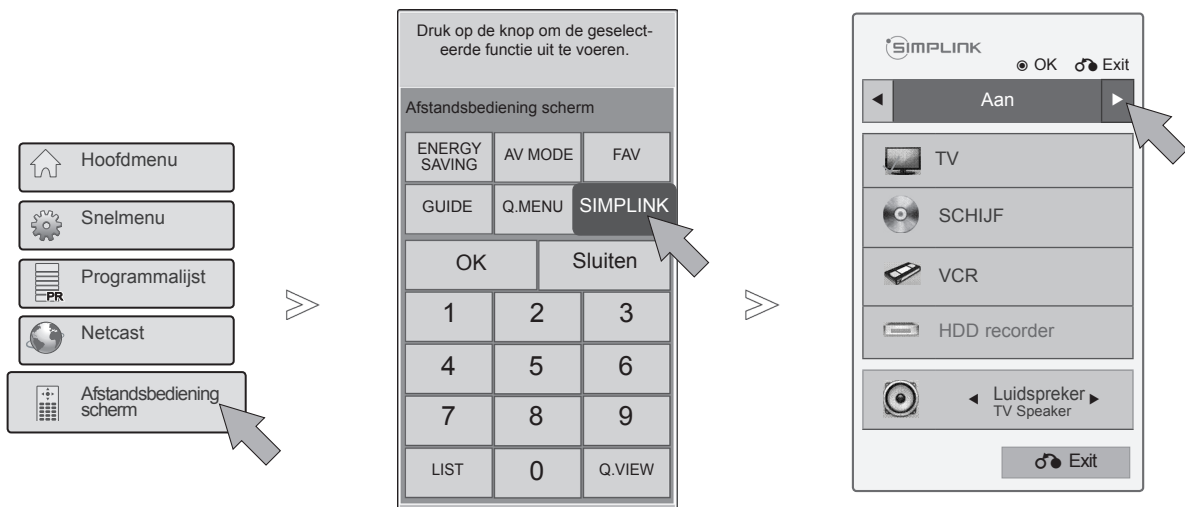 Hoofdmenu
Snelmenu
PR
Programmalijst
Netcast
Afstandsbediening
scherm
Druk op de knop om de geselect-
eerde functie uit te voeren.
Afstandsbediening scherm
ENERGY
SAVING
AV MODE
FAV
GUIDE
Q.MENU
SIMPLINK
OK
Sluiten
1 2 3
4 5 6
7 8 9
LIST
0
Q.VIEW
SIMPLINK
OK Exit
Aan
TV
SCHIJF
VCR
HDD recorder
Luidspreker
TV Speaker
Exit